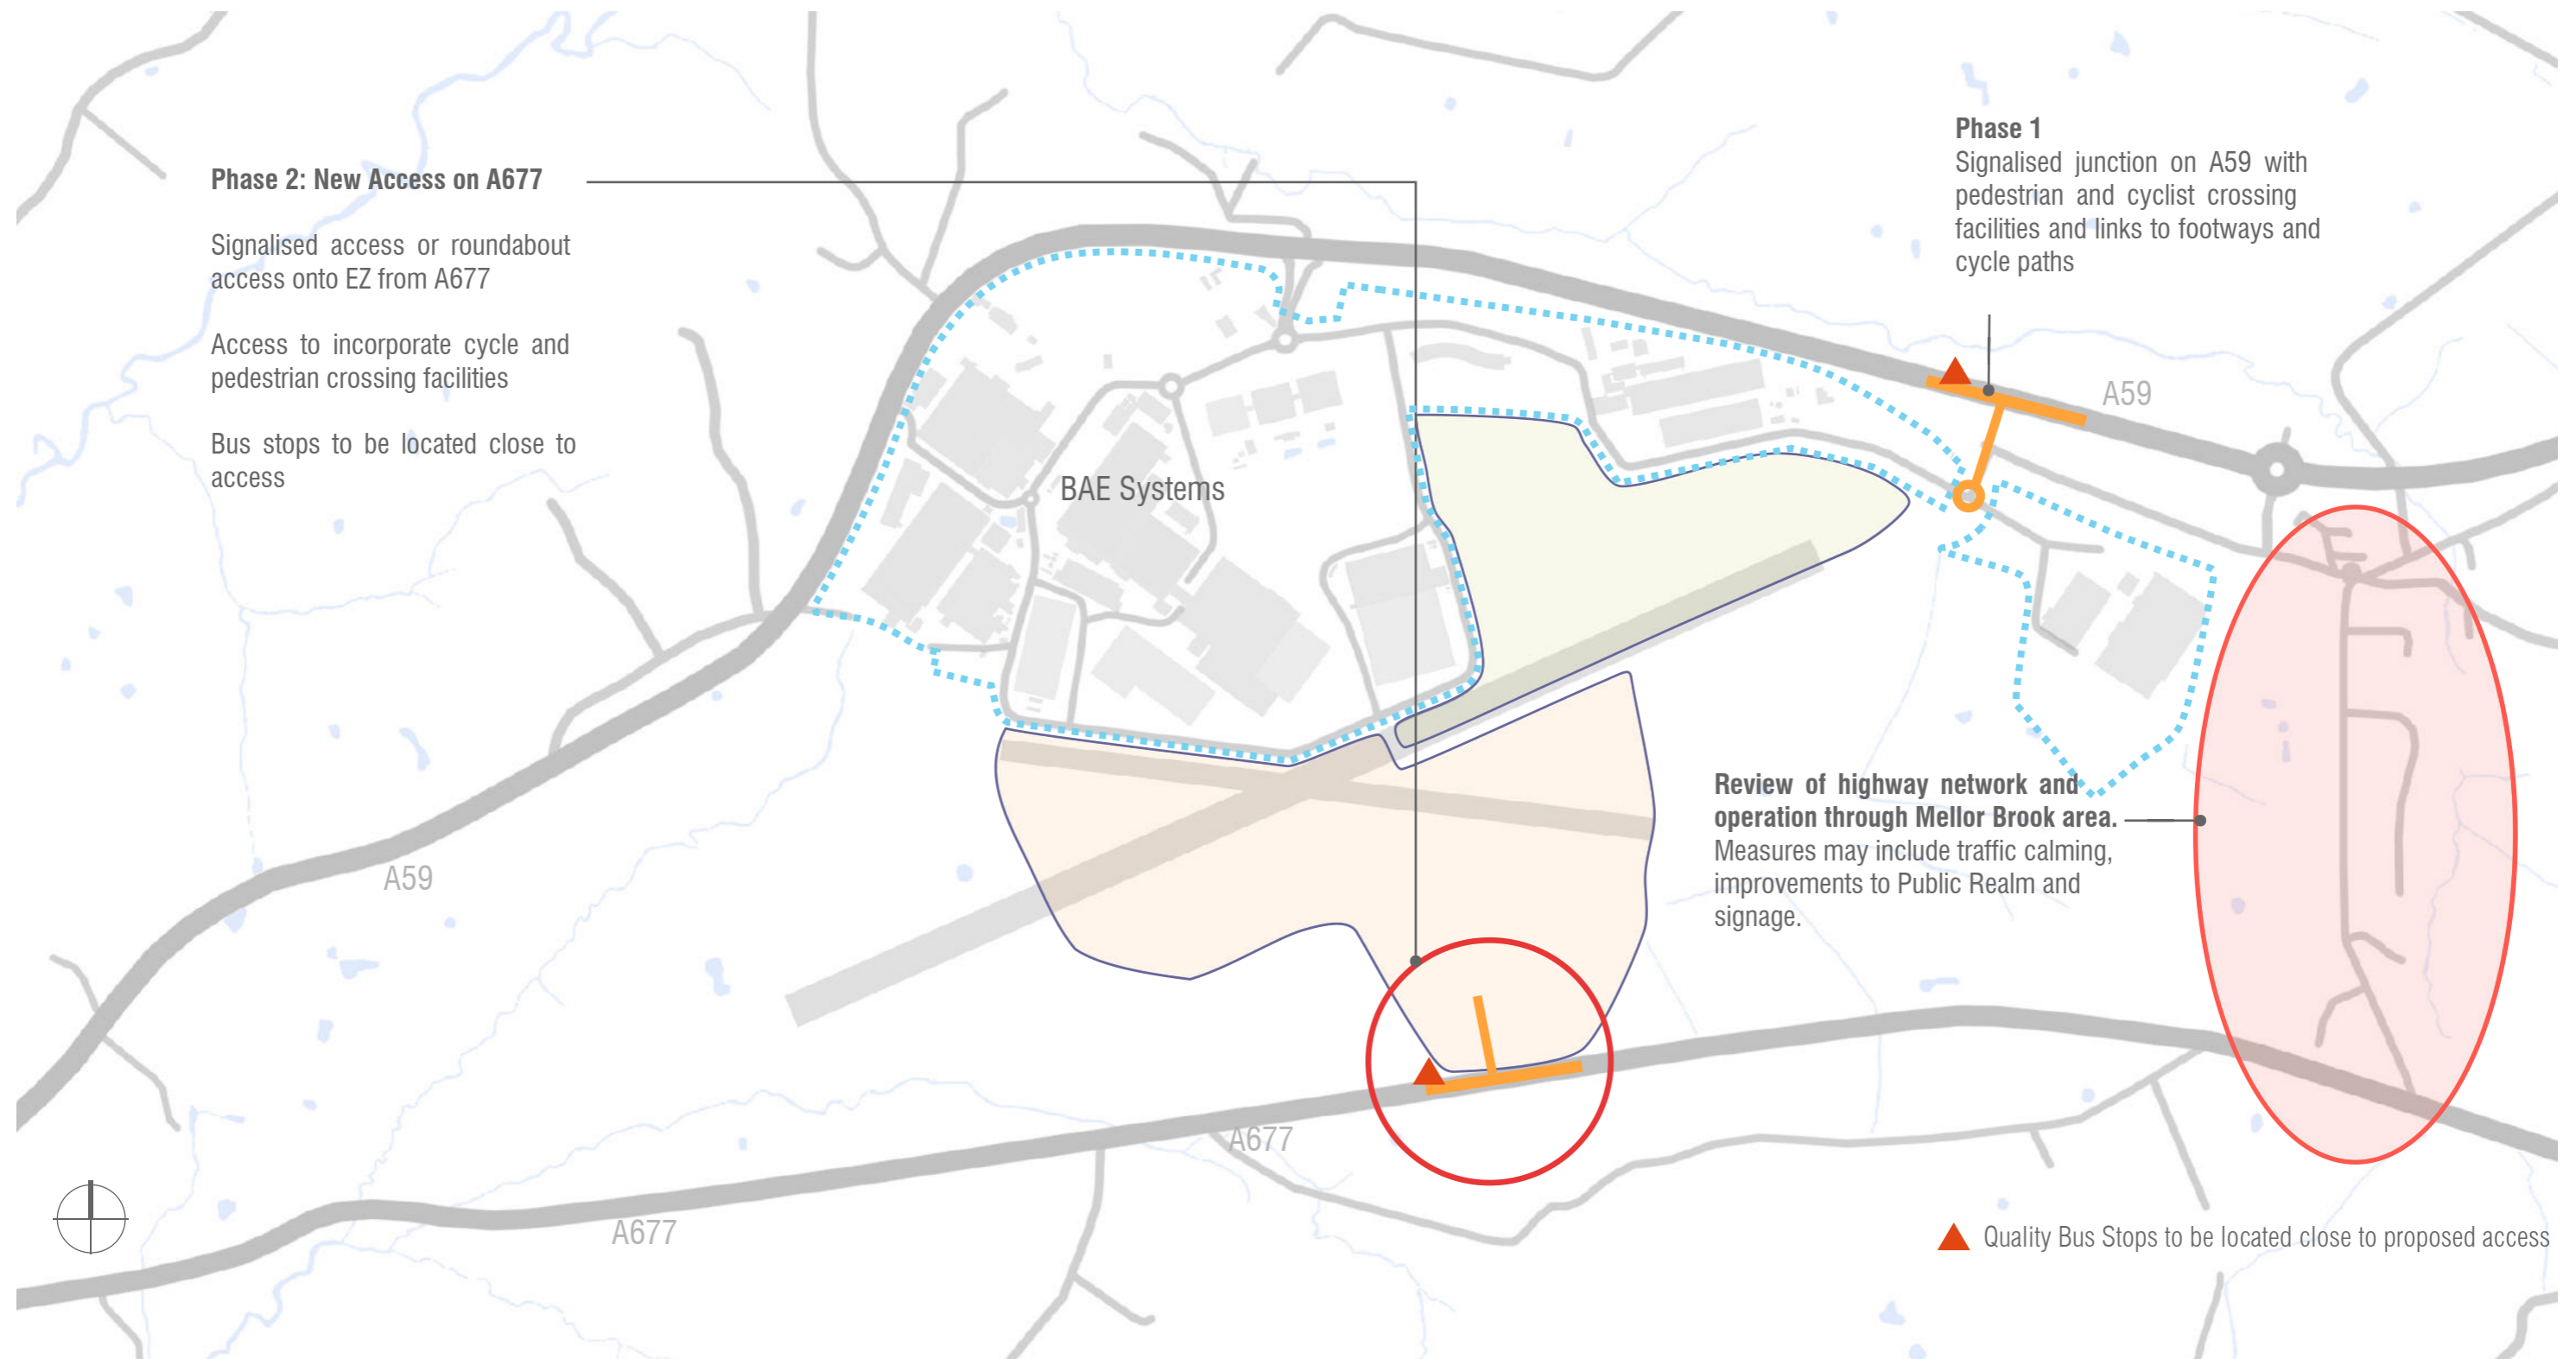 Phase 2: New Access on A677
Signalised access or roundabout
access onto EZ from A677
Access to incorporate cycle and
pedestrian crossing facilities
Bus stops to be located close to
access
Phase 1
Signalised junction on A59 with
pedestrian and cyclist crossing
facilities and links to footways and
cycle paths
A59
BAE Systems
Review of highway network and
operation through Mellor Brook area.
Measures may include traffic calming,
improvements to Public Realm and
signage.
A59
A677
A677
Quality Bus Stops to be located close to proposed access